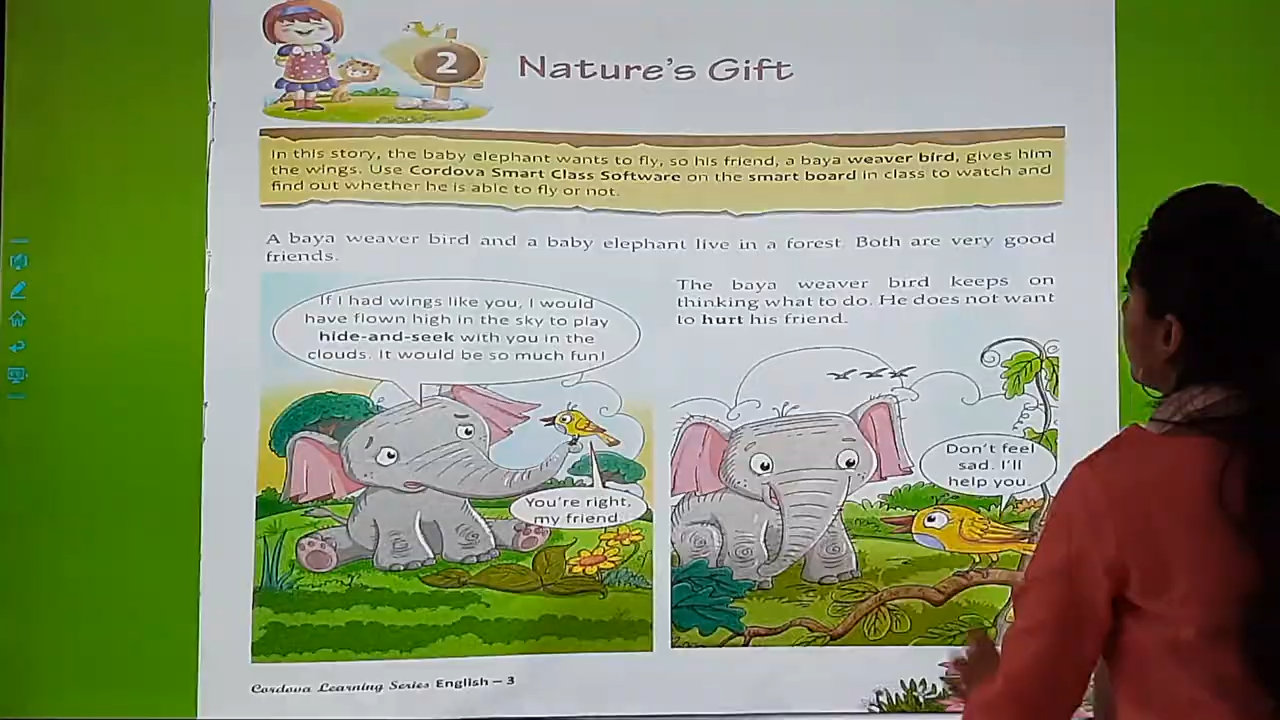 2
Nature's Gift
In this story, the baby elephant wants to fly, so his friend, a baya weaver bird, gives him
the wings. Use Cordova Smart Class Software on the smart board in class to watch and
find out whether he is able to fly or not.
A baya weaver bird and a baby elephant live in a forest. Both are very good
friends.
If I had wings like you, I would
have flown high in the sky to play
hide-and-seek with you in the
clouds. It would be so much fun!
You're right,
my friend.
The baya weaver bird keeps on
thinking what to do. He does not want
to hurt his friend.
Don't feel
sad. I'll
help you.
Cordova Learning Series English – 3